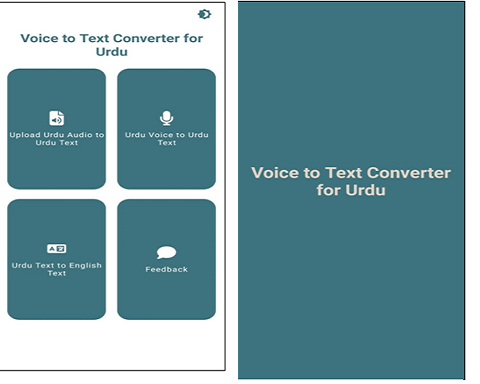 Voice to Text Converter for
Urdu
Upload Urdu Audio to
Urdu Text
Urdu Voice to Urdu
Text
Urdu Text to English
Text
Feedback
Voice to Text Converter
for Urdu